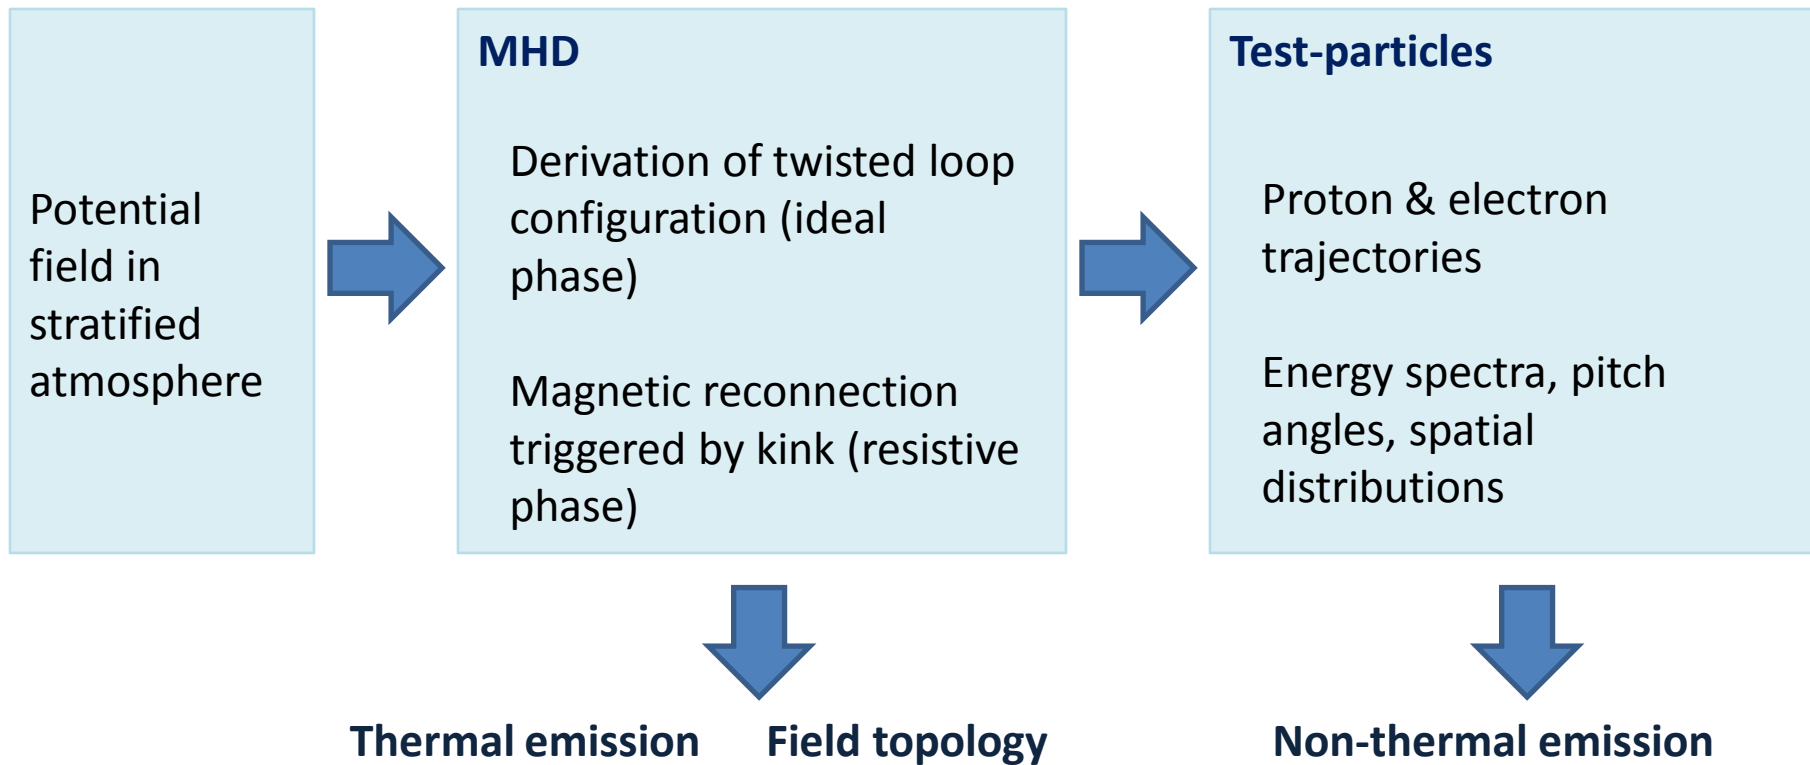 Potential
field in
stratified
atmosphere
MHD
Derivation of twisted loop
configuration (ideal
phase)
Magnetic reconnection
triggered by kink (resistive
phase)
Test-particles
Proton & electron
trajectories
Energy spectra, pitch
angles, spatial
distributions
Thermal emission
Field topology
Non-thermal emission